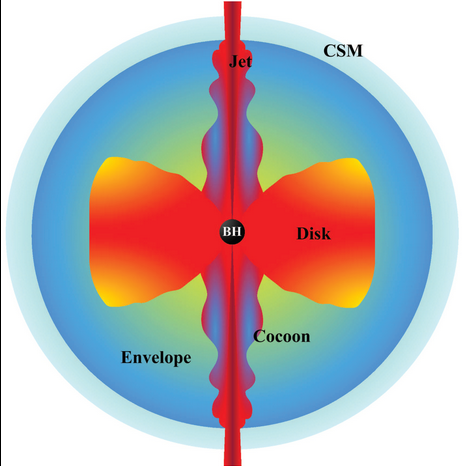 CSM
Jet
BH
Disk
Cocoon
Envelope